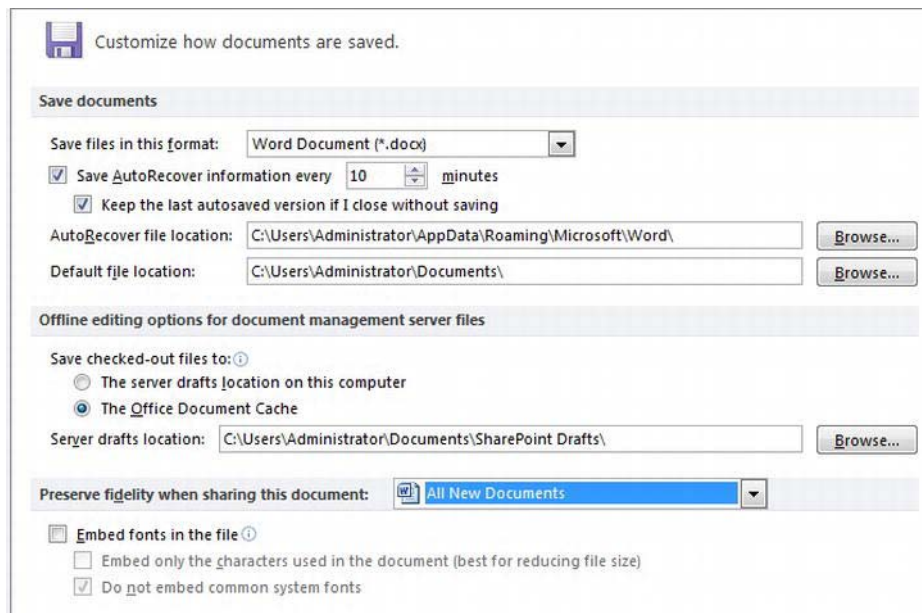 Customize how documents are saved.
Save documents
Save files in this format: Word Document (*.docx)
Save AutoRecover information every 10 minutes
Keep the last autosaved version if I close without saving
AutoRecover file location: C:\Users\Administrator\AppData\Roaming\Microsoft\Word\ Browse...
Default file location: C:\Users\Administrator\Documents\ Browse...
Offline editing options for document management server files
Save checked-out files to:
The server drafts location on this computer
The Office Document Cache
Server drafts location: C:\Users\Administrator\Documents\SharePoint Drafts\ Browse...
Preserve fidelity when sharing this document: All New Documents
Embed fonts in the file
Embed only the characters used in the document (best for reducing file size)
Do not embed common system fonts